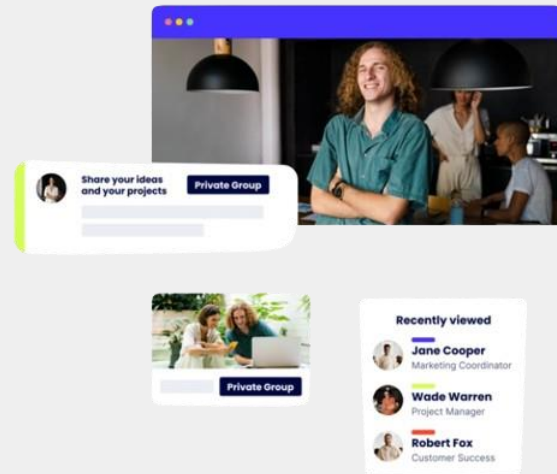 Share your ideas
and your projects
Private Group
Private Group
Recently viewed
Jane Cooper
Marketing Coordinator
Wade Warren
Project Manager
Robert Fox
Customer Success